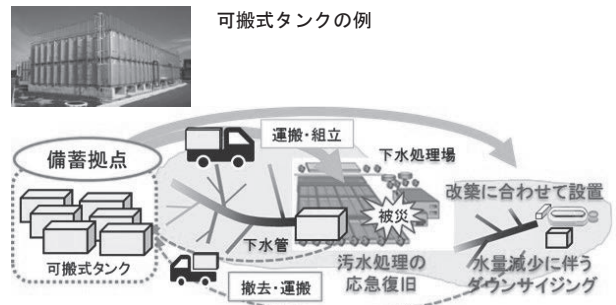 可搬式タンクの例
運搬・組立
備蓄拠点
下水処理場
改築に合わせて設置
被災
下水管
可搬式タンク
汚水処理の
応急復旧
水量減少に伴う
ダウンサイジング
撤去・運搬